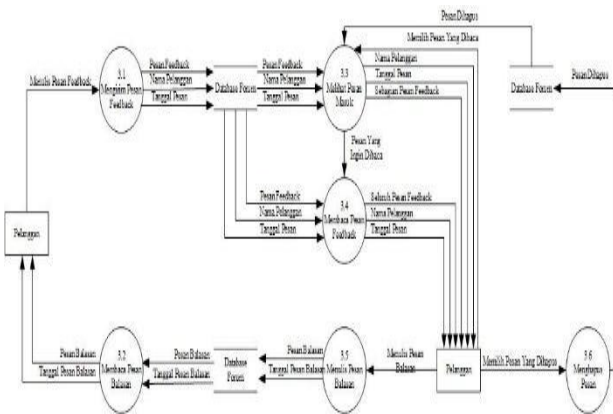 Pesan Dihapus
Memilih Pesan Yang Dibaca
Menulis Pesan Feedback
3.1
Mengirim Pesan
Feedback
Pesan Feedback
Nama Pelanggan
Tanggal Pesan
Database Forum
Pesan Feedback
Nama Pelanggan
Tanggal Pesan
3.3
Melihat Pesan
Masuk
Nama Pelanggan
Tanggal Pesan
Sebagian Pesan Feedback
Database Forum
Pesan Dihapus
Pesan Yang
Ingin Dibaca
Pesan Feedback
Nama Pelanggan
Tanggal Pesan
3.4
Membaca Pesan
Feedback
Seluruh Pesan Feedback
Nama Pelanggan
Tanggal Pesan
Pelanggan
Pesan Balasan
Tanggal Pesan Balasan
3.2
Membaca Pesan
Balasan
Pesan Balasan
Tanggal Pesan Balasan
Database
Forum
Pesan Balasan
Tanggal Pesan Balasan
3.5
Menulis Pesan
Balasan
Menulis Pesan
Balasan
Pelanggan
Memilih Pesan Yang Dihapus
3.6
Menghapus
Pesan